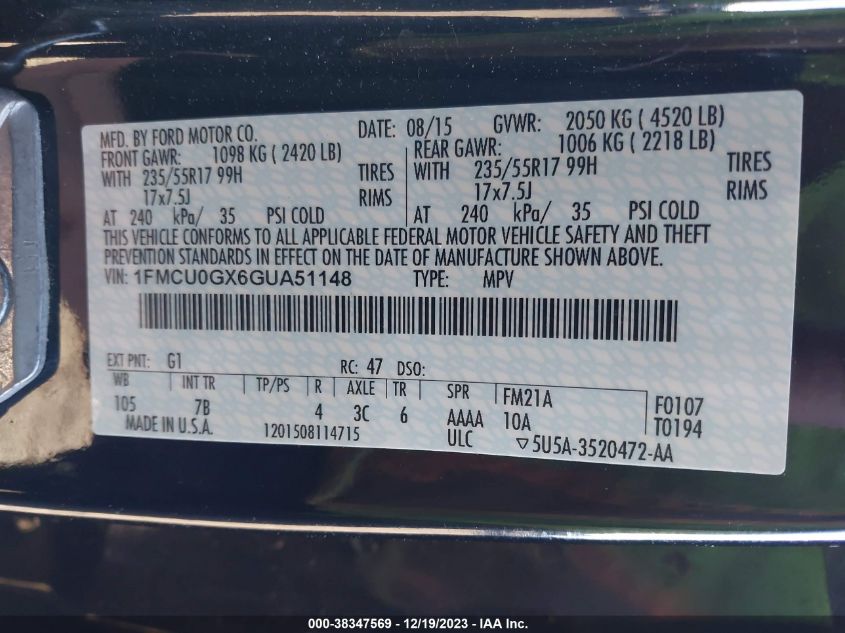 MFD. BY FORD MOTOR CO. DATE: 08/15 GVWR: 2050 KG ( 4520 LB)
FRONT GAWR: 1098 KG ( 2420 LB) REAR GAWR: 1006 KG ( 2218 LB)
WITH 235/55R17 99H TIRES WITH 235/55R17 99H TIRES
17x7.5J RIMS 17x7.5J RIMS
AT 240 kPa/ 35 PSI COLD AT 240 kPa/ 35 PSI COLD
THIS VEHICLE CONFORMS TO ALL APPLICABLE FEDERAL MOTOR VEHICLE SAFETY AND THEFT
PREVENTION STANDARDS IN EFFECT ON THE DATE OF MANUFACTURE SHOWN ABOVE.
VIN: 1FMCU0GX6GUA51148 TYPE: MPV
EXT PNT: G1 RC: 47 DSO:
WB INT TR TP/PS R AXLE TR SPR FM21A F0107
105 7B 4 3C 6 AAAA 10A T0194
MADE IN U.S.A. 1201508114715 ULC ▽5U5A-3520472-AA
000-38347569 - 12/19/2023 - IAA Inc.